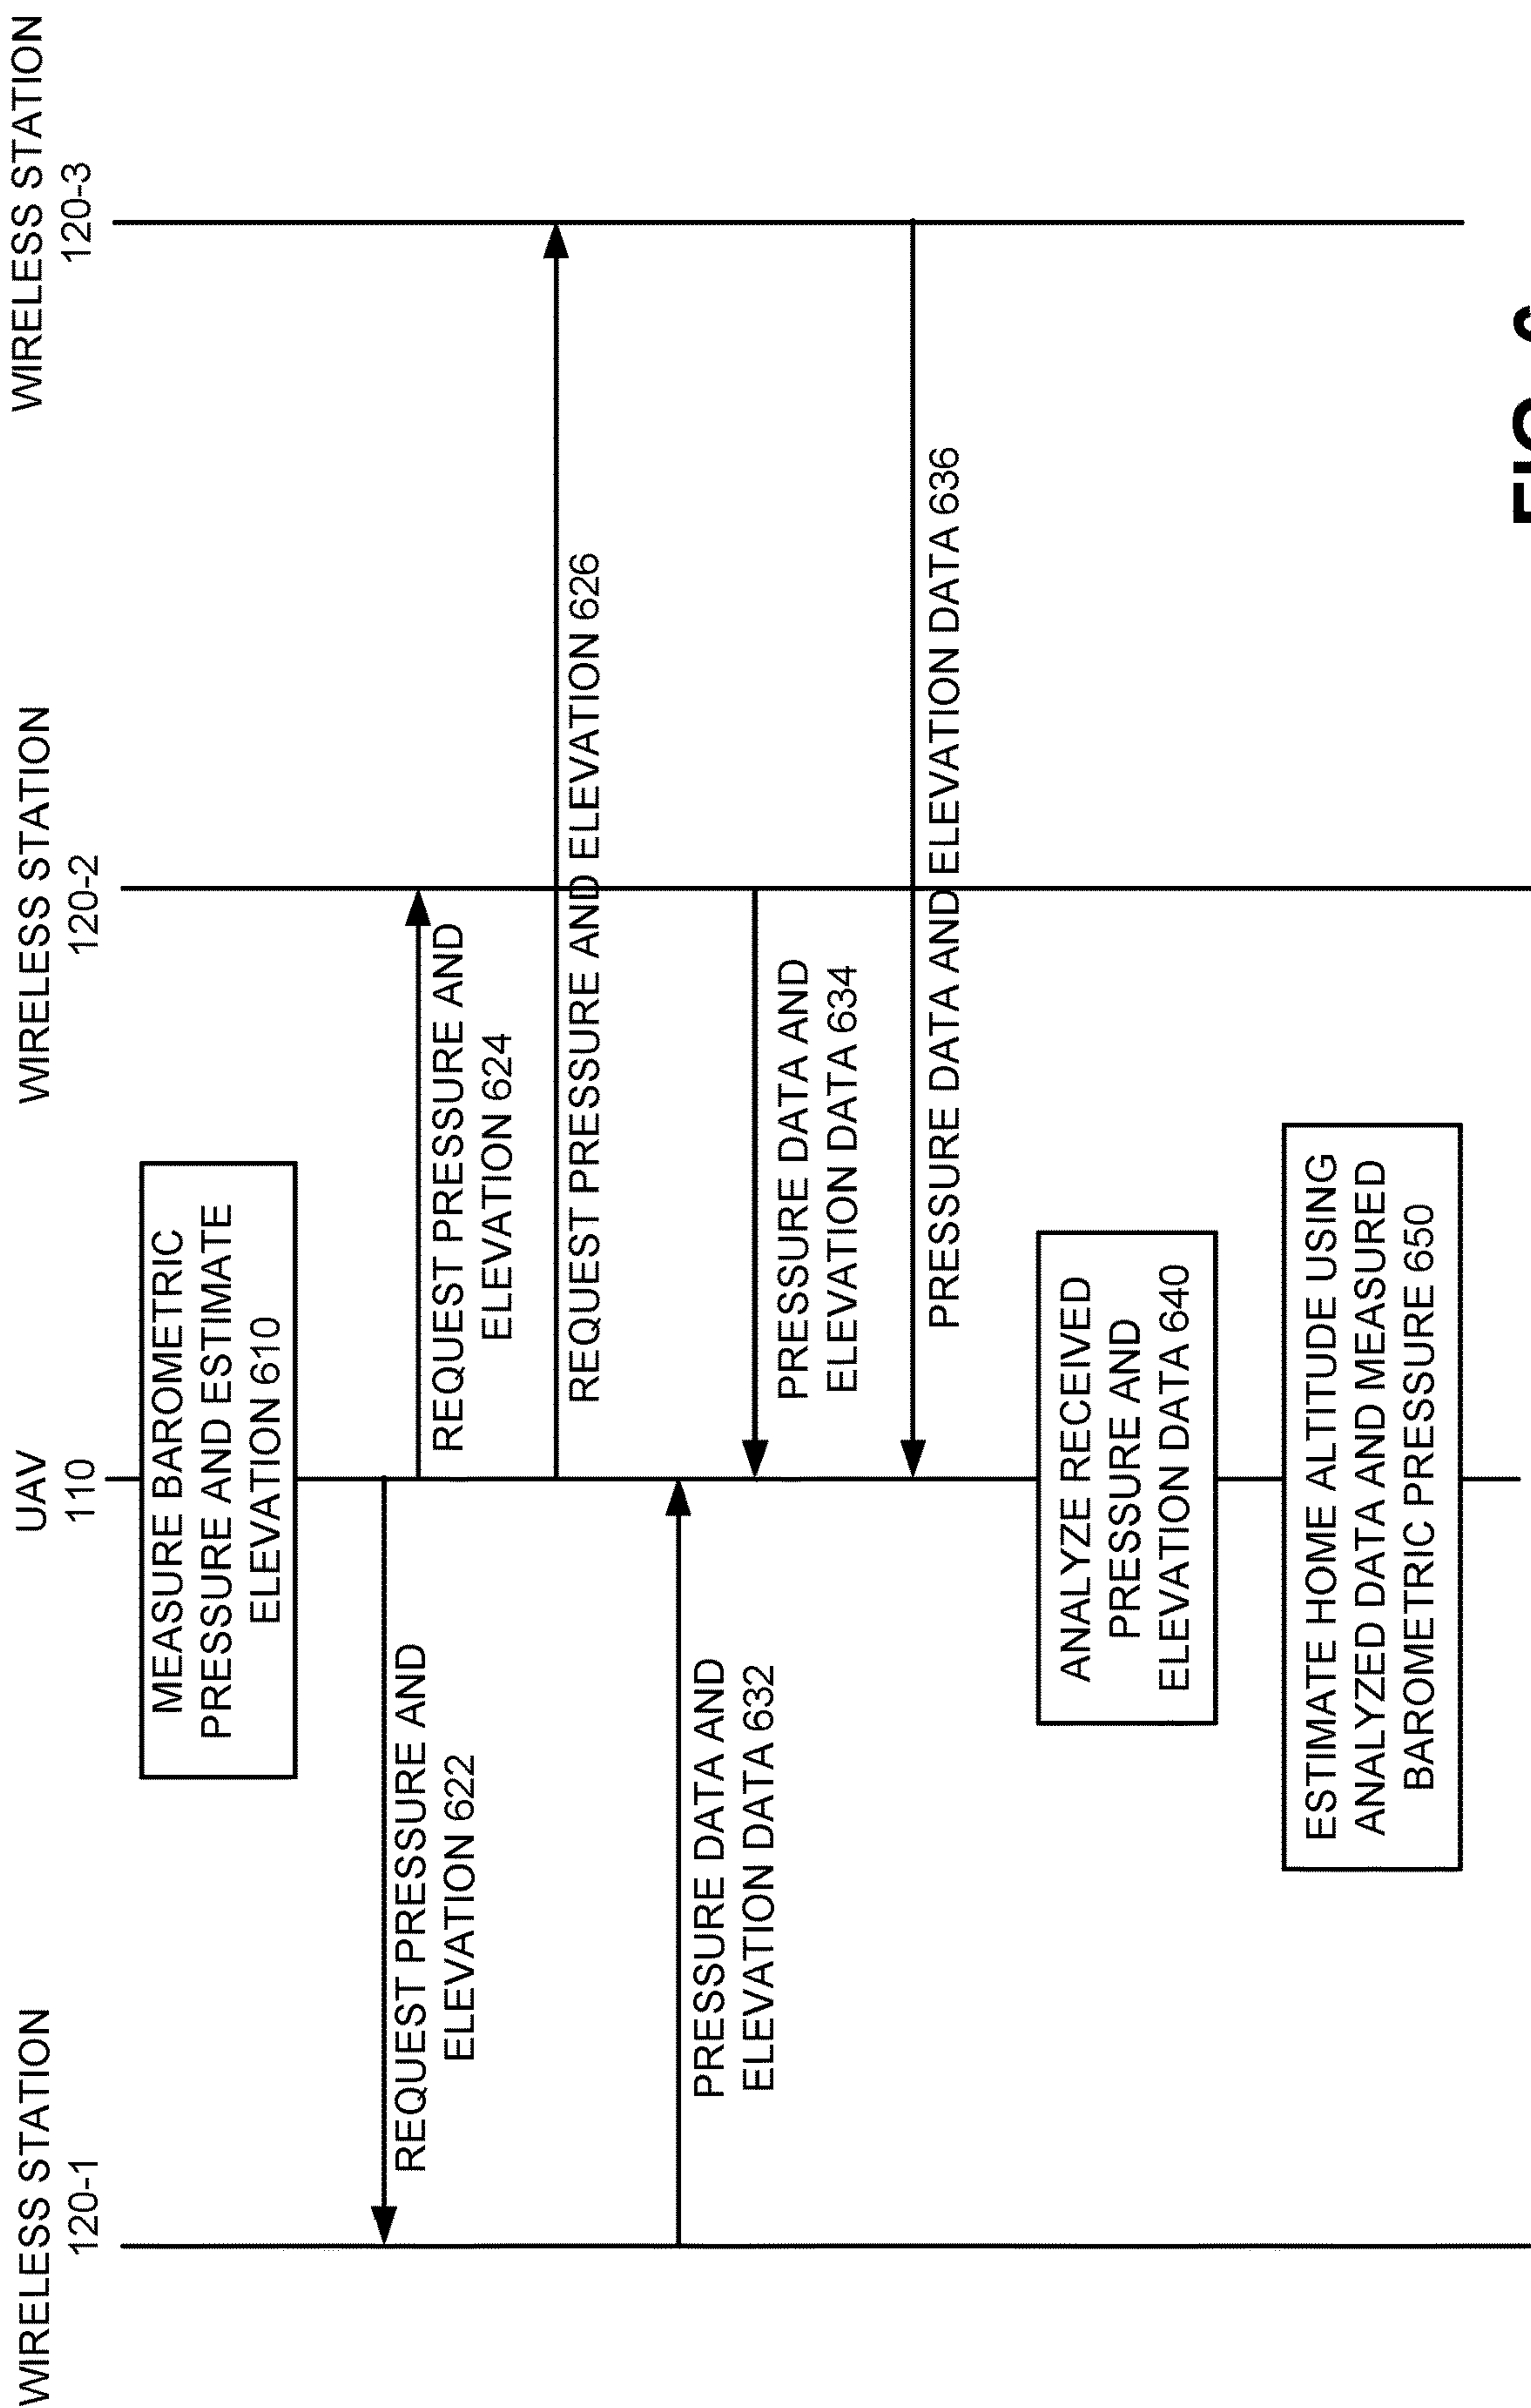 WIRELESS STATION
120-1
UAV
110
WIRELESS STATION
120-2
WIRELESS STATION
120-3
MEASURE BAROMETRIC
PRESSURE AND ESTIMATE
ELEVATION 610
REQUEST PRESSURE AND
ELEVATION 622
REQUEST PRESSURE AND
ELEVATION 624
REQUEST PRESSURE AND ELEVATION 626
PRESSURE DATA AND
ELEVATION DATA 632
PRESSURE DATA AND
ELEVATION DATA 634
PRESSURE DATA AND ELEVATION DATA 636
ANALYZE RECEIVED
PRESSURE AND
ELEVATION DATA 640
ESTIMATE HOME ALTITUDE USING
ANALYZED DATA AND MEASURED
BAROMETRIC PRESSURE 650